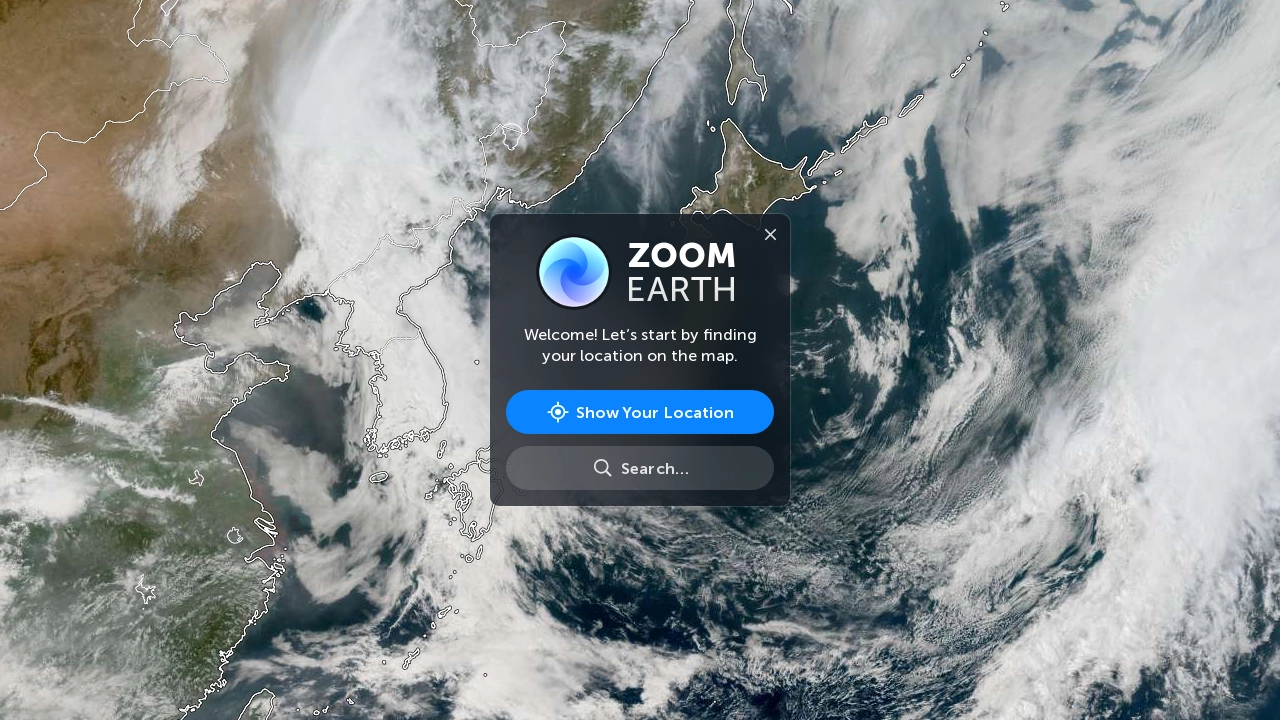 ZOOM
EARTH
Welcome! Let’s start by finding
your location on the map.
Show Your Location
Search…